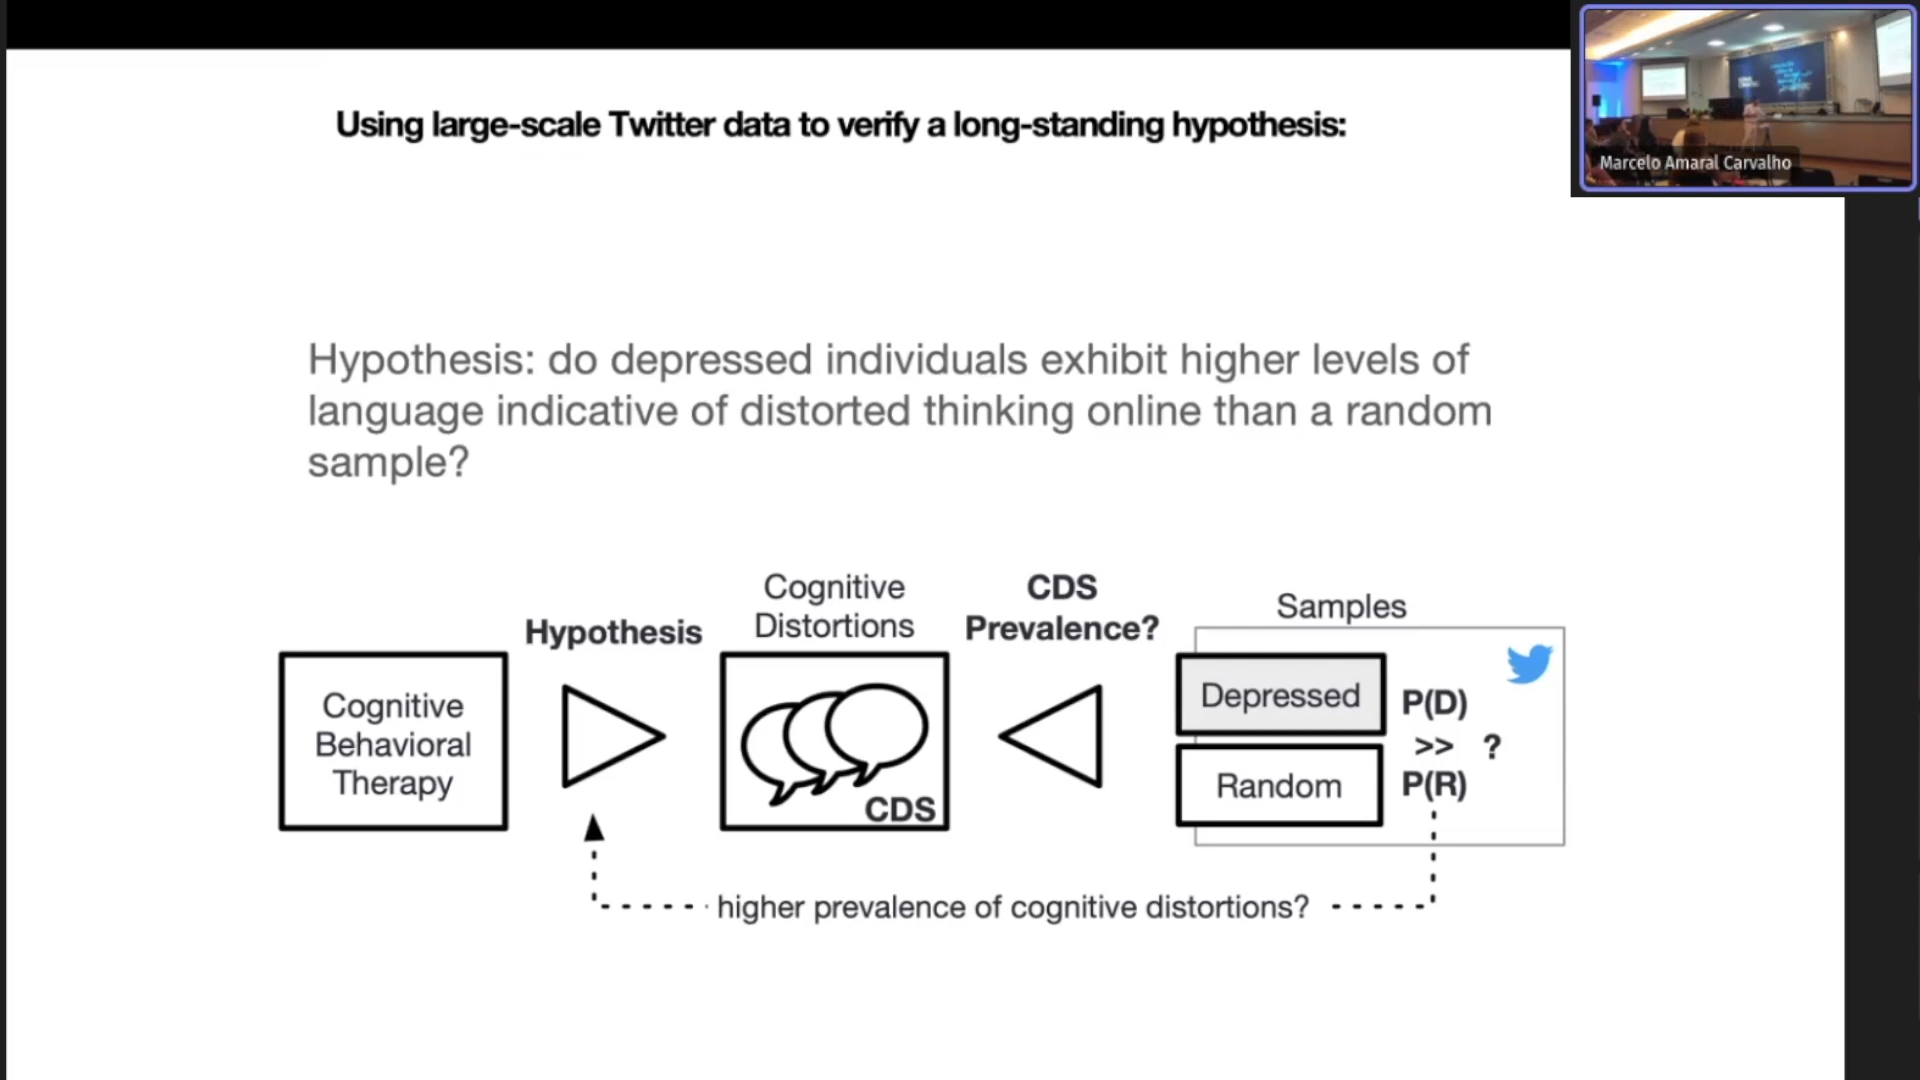 Using large-scale Twitter data to verify a long-standing hypothesis:
Marcelo Amaral Carvalho
Hypothesis: do depressed individuals exhibit higher levels of
language indicative of distorted thinking online than a random
sample?
Cognitive
Behavioral
Therapy
Hypothesis
Cognitive
Distortions
CDS
CDS
Prevalence?
Samples
Depressed
Random
P(D)
>> ?
P(R)
higher prevalence of cognitive distortions?